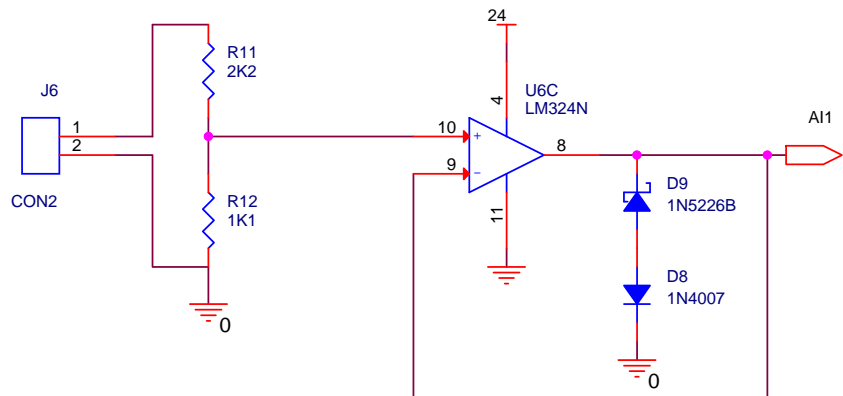 J6
1
2
CON2
R11
2K2
R12
1K1
24
4
U6C
LM324N
10
+
9
-
8
11
AI1
D9
1N5226B
D8
1N4007
0
0